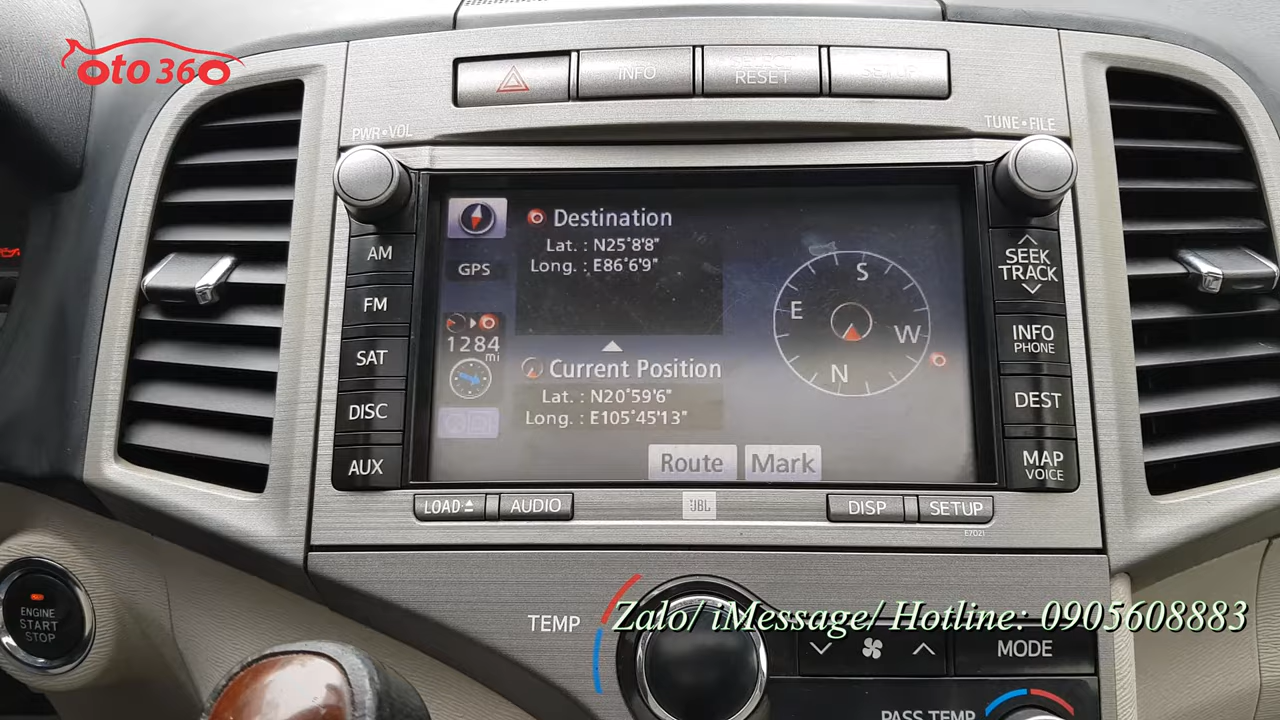 oto360
INFO
SELECT
RESET
SETUP
PWR•VOL
TUNE•FILE
AM
FM
SAT
DISC
AUX
GPS
1284
mi
Destination
Lat. : N25°8'8"
Long. : E86°6'9"
Current Position
Lat. : N20°59'6"
Long. : E105°45'13"
Route
Mark
S
E
W
N
SEEK
TRACK
INFO
PHONE
DEST
MAP
VOICE
LOAD
AUDIO
JBL
DISP
SETUP
E7021
ENGINE
START
STOP
TEMP
Zalo/ iMessage/ Hotline: 0905608883
MODE
PASS TEMP